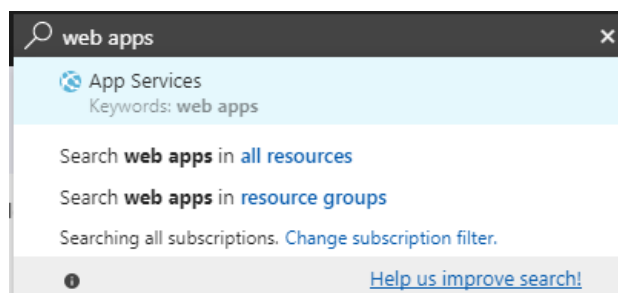 web apps
App Services
Keywords: web apps
Search web apps in all resources
Search web apps in resource groups
Searching all subscriptions. Change subscription filter.
Help us improve search!